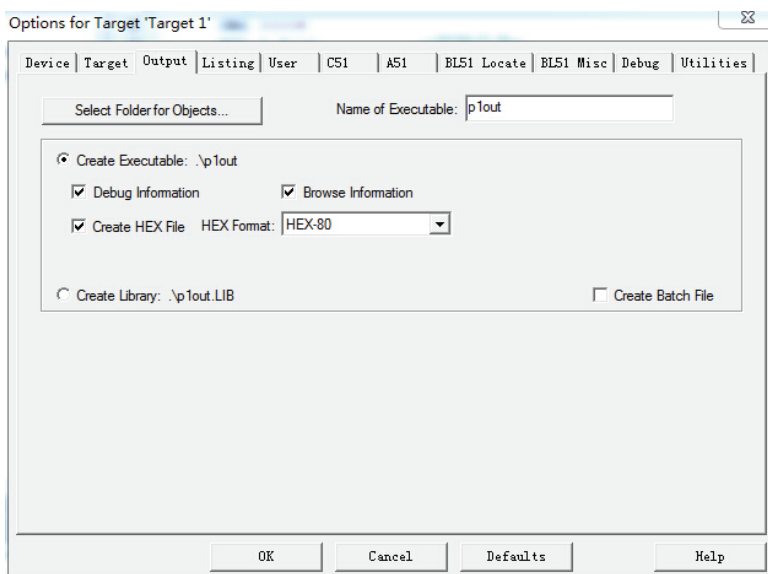 Options for Target 'Target 1'
Device Target Output Listing User C51 A51 BL51 Locate BL51 Misc Debug Utilities
Select Folder for Objects... Name of Executable: p1out
Create Executable: .\p1out
Debug Information Browse Information
Create HEX File HEX Format: HEX-80
Create Library: .\p1out.LIB Create Batch File
OK Cancel Defaults Help